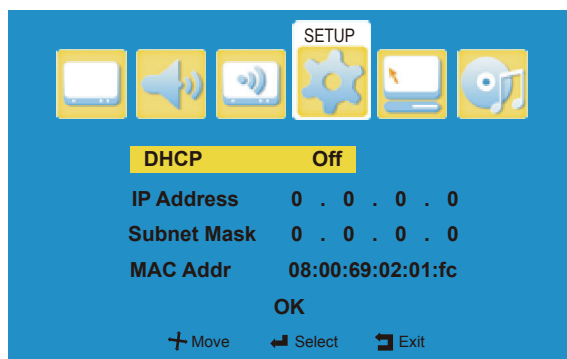 SETUP
DHCP Off
IP Address 0 . 0 . 0 . 0
Subnet Mask 0 . 0 . 0 . 0
MAC Addr 08:00:69:02:01:fc
OK
Move Select Exit